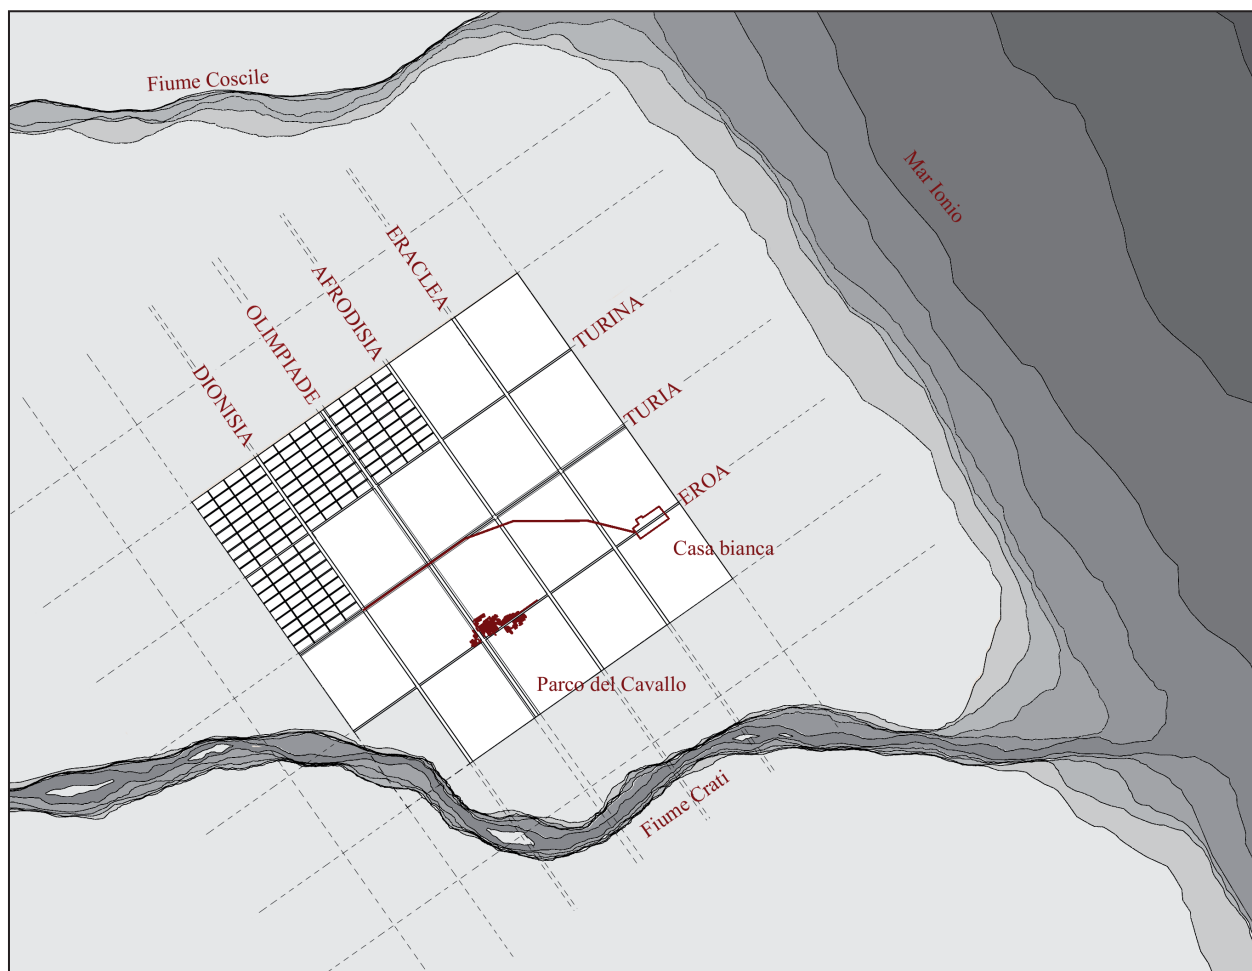 Fiume Coscile
Mar Ionio
ERACLEA
AFRODISIA
OLIMPIADE
DIONISIA
TURINA
TURIA
EROA
Casa bianca
Parco del Cavallo
Fiume Crati